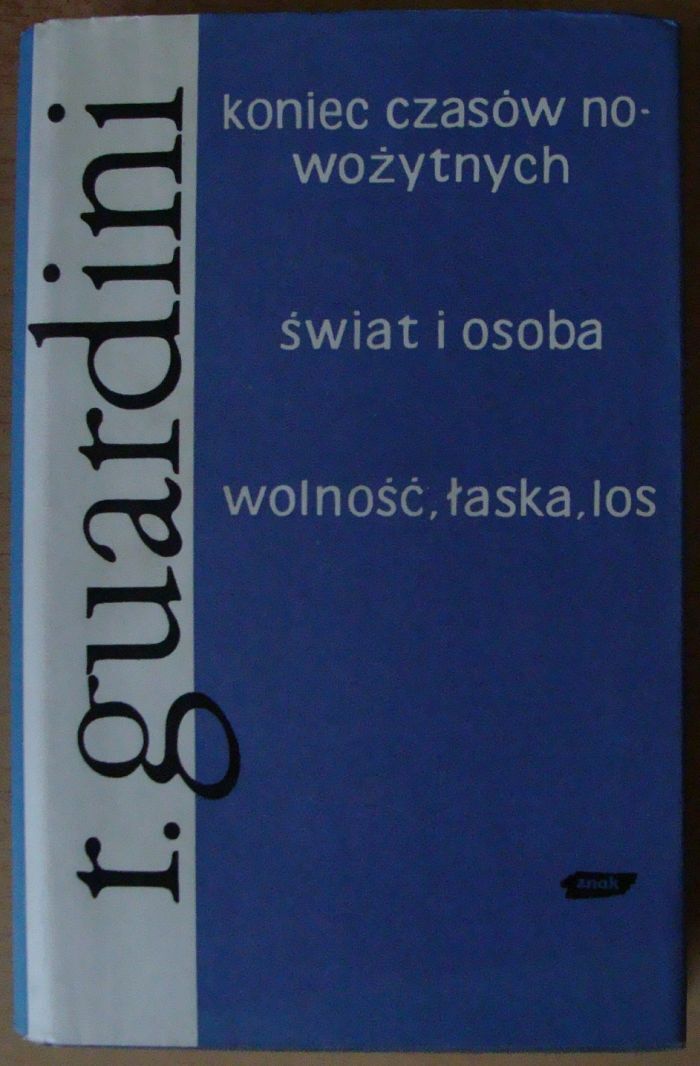 r. guardini
koniec czasów no-
wożytnych
świat i osoba
wolność, łaska, los
znak